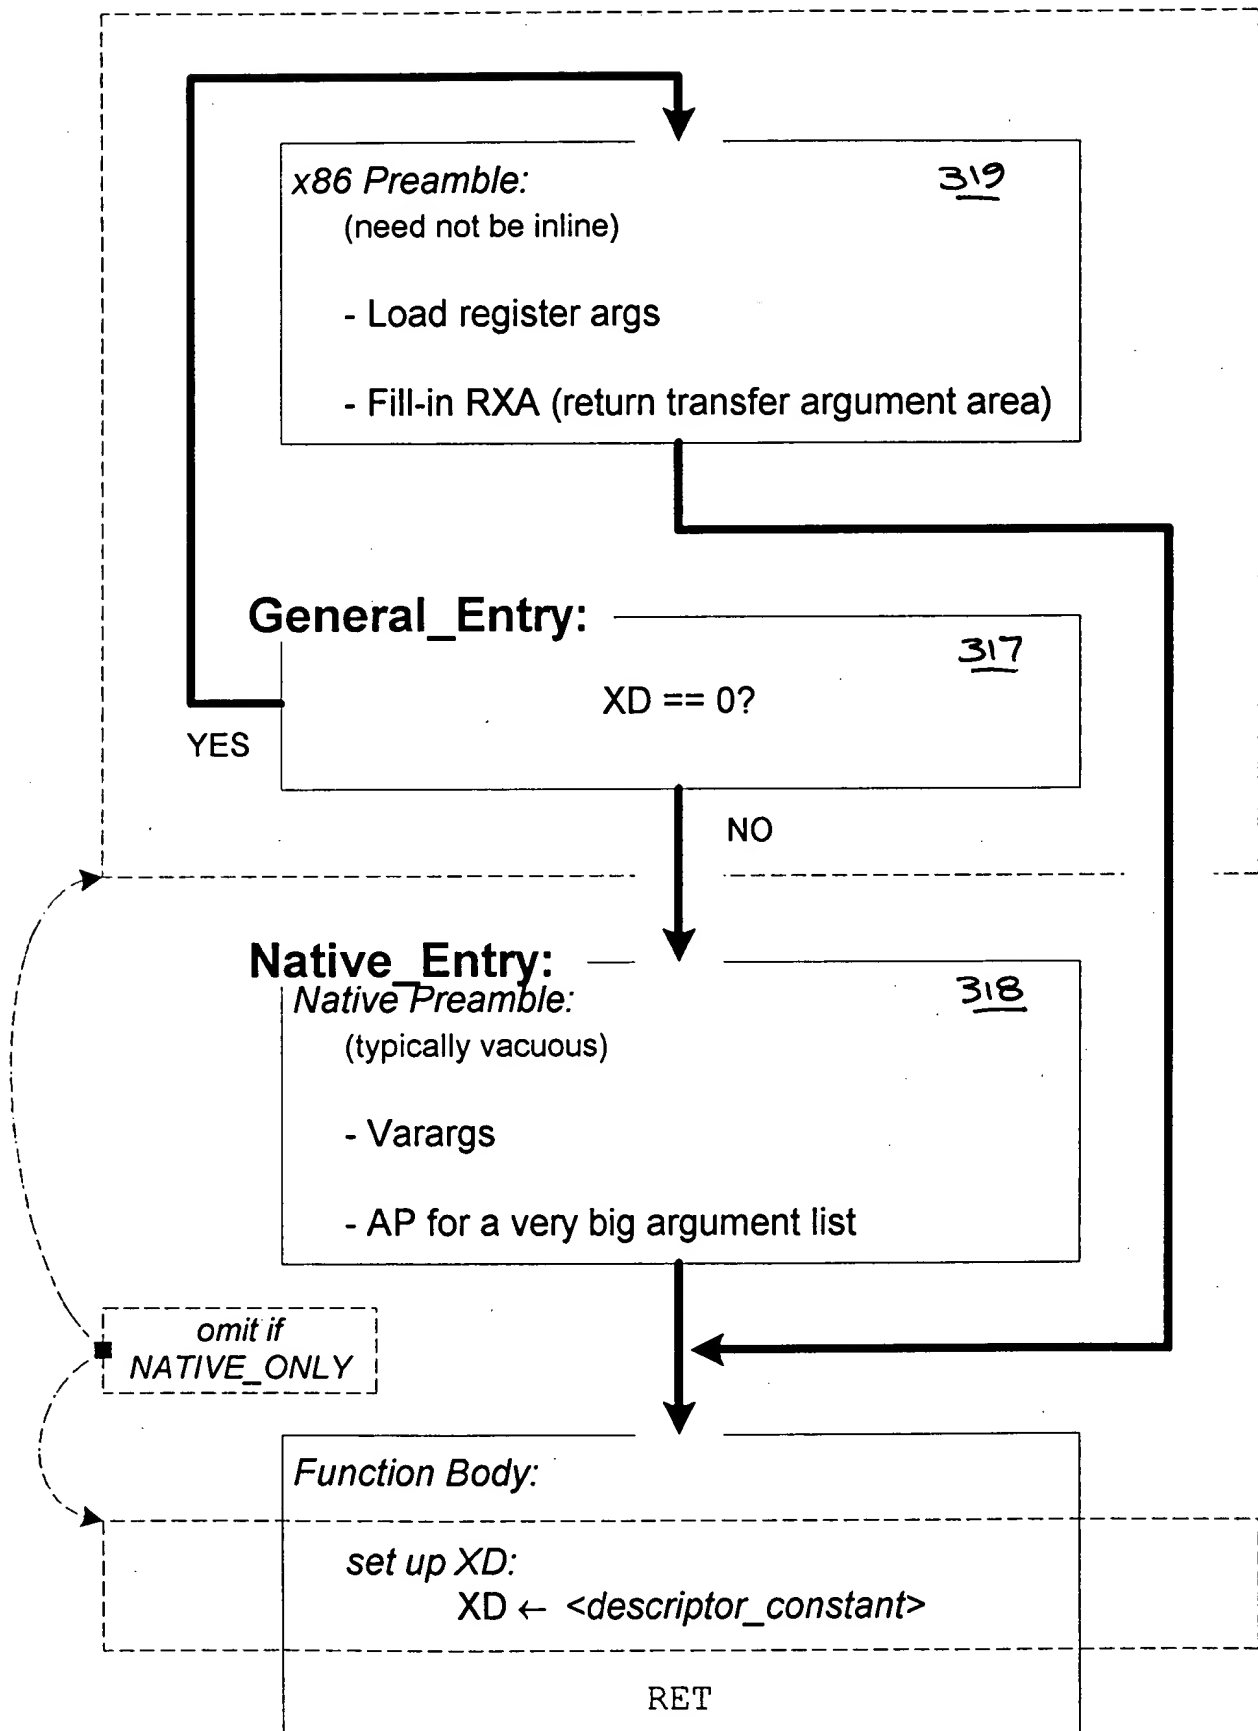 x86 Preamble:
319
(need not be inline)
- Load register args
- Fill-in RXA (return transfer argument area)
General_Entry:
317
XD == 0?
YES
NO
Native_Entry:
Native Preamble:
318
(typically vacuous)
- Varargs
- AP for a very big argument list
omit if
NATIVE_ONLY
Function Body:
set up XD:
XD ← <descriptor_constant>
RET